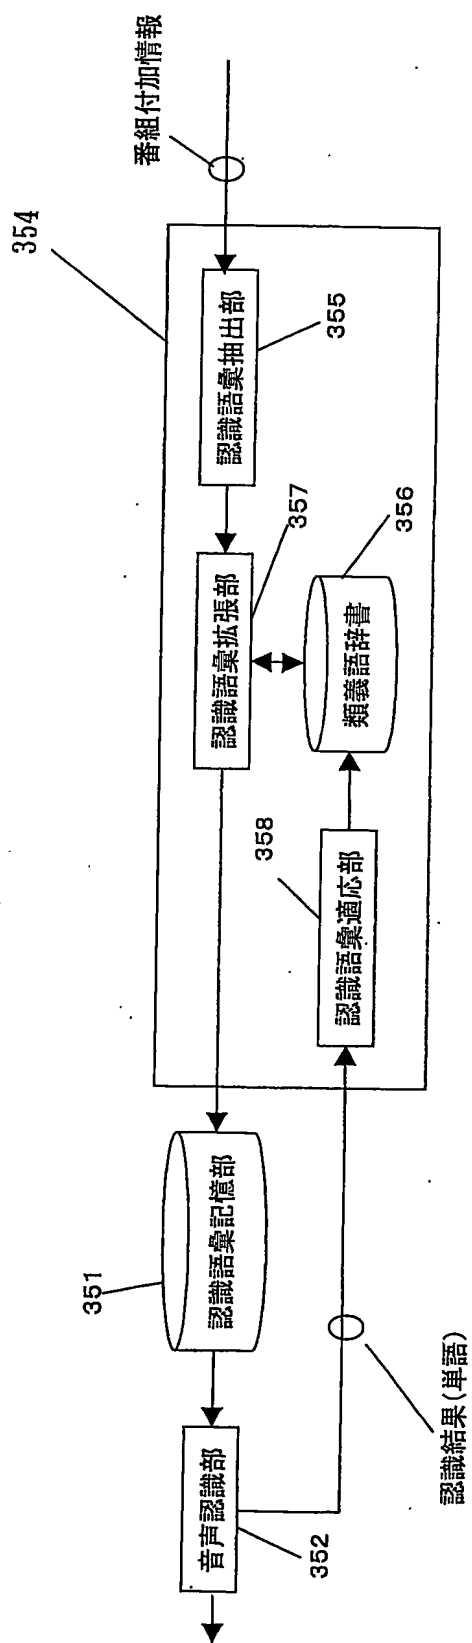 番組付加情報
354
認識語彙抽出部
355
認識語彙拡張部
357
類義語辞書
356
認識語彙適応部
358
認識語彙記憶部
351
音声認識部
352
認識結果(単語)